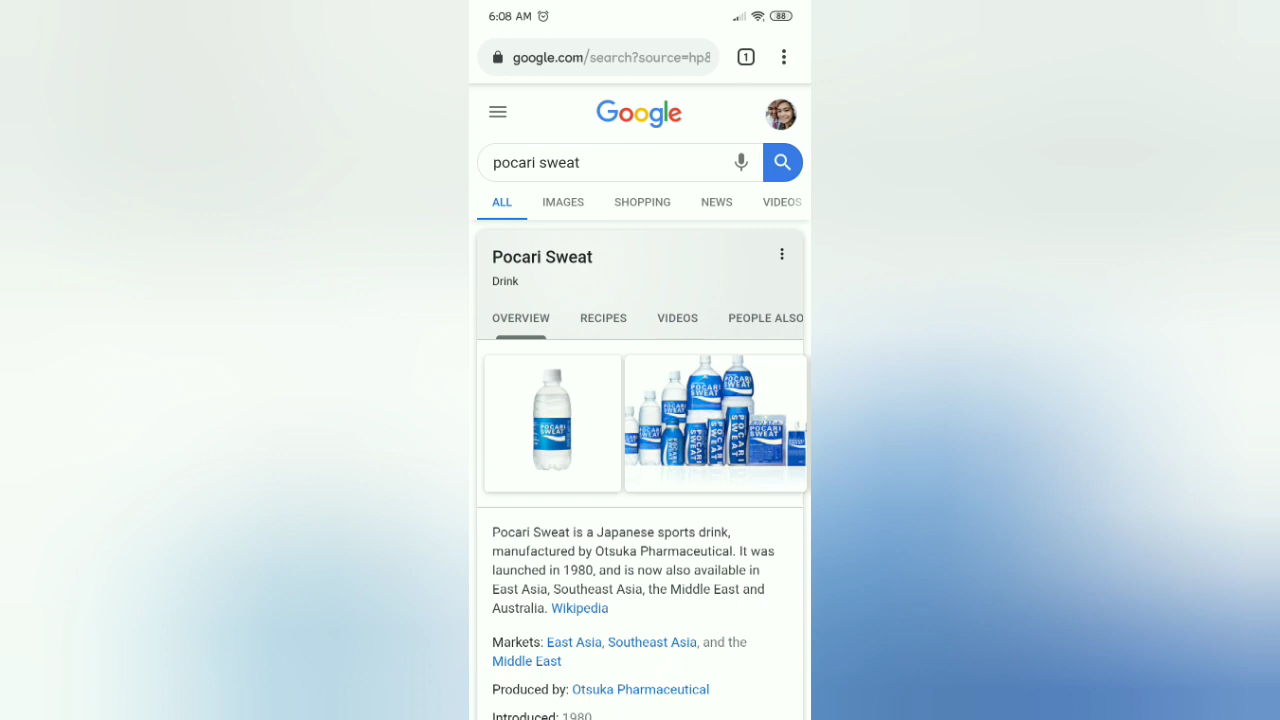 6:08 AM
88
google.com/search?source=hp&
1
Google
pocari sweat
ALL IMAGES SHOPPING NEWS VIDEOS
Pocari Sweat
Drink
OVERVIEW RECIPES VIDEOS PEOPLE ALSO
POCARI SWEAT
POCARI SWEAT
Pocari Sweat is a Japanese sports drink,
manufactured by Otsuka Pharmaceutical. It was
launched in 1980, and is now also available in
East Asia, Southeast Asia, the Middle East and
Australia. Wikipedia
Markets: East Asia, Southeast Asia, and the
Middle East
Produced by: Otsuka Pharmaceutical
Introduced: 1980